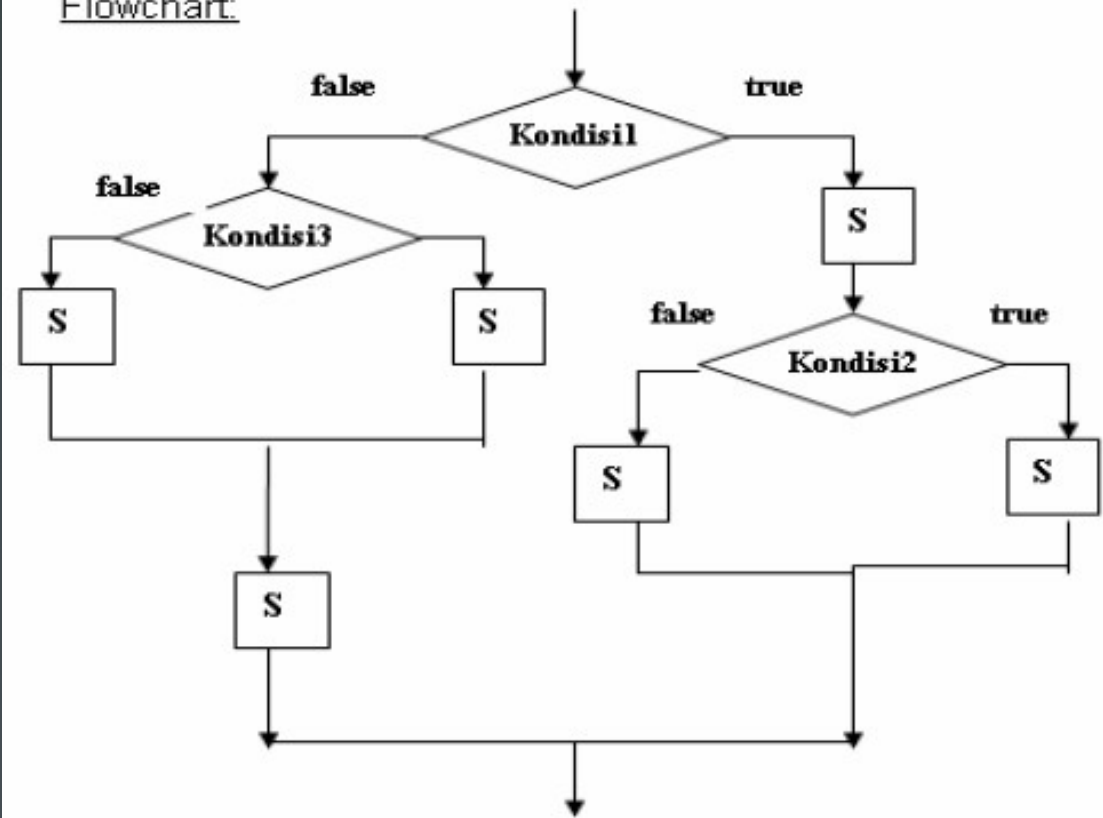 Flowchart:
false
true
Kondisi1
false
Kondisi3
S
S
S
false
true
Kondisi2
S
S
S